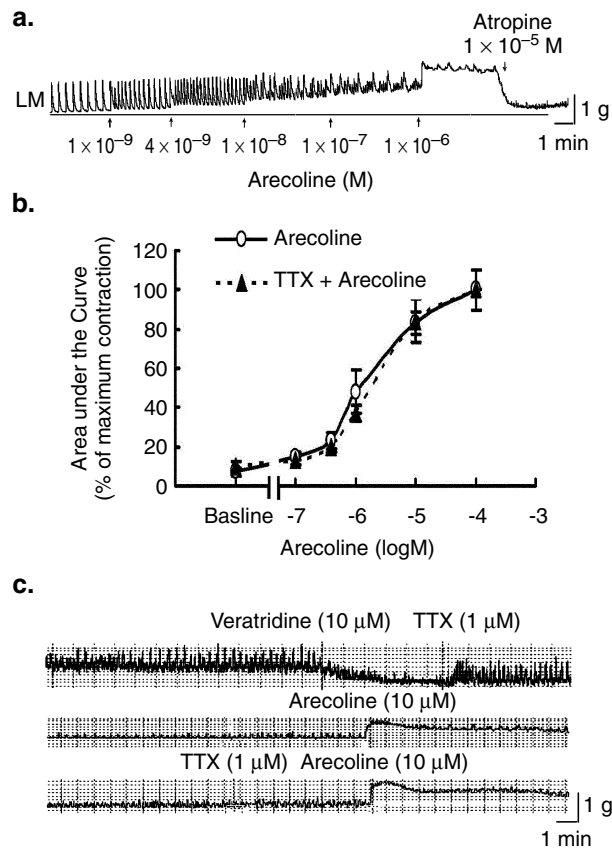 a.
Atropine
1 × 10⁻⁵ M
LM
1 g
1 min
1 × 10⁻⁹ 4 × 10⁻⁹ 1 × 10⁻⁸ 1 × 10⁻⁷ 1 × 10⁻⁶
Arecoline (M)
b.
Area under the Curve
(% of maximum contraction)
120
100
80
60
40
20
0
Arecoline
TTX + Arecoline
Basline -7 -6 -5 -4 -3
Arecoline (logM)
c.
Veratridine (10 μM) TTX (1 μM)
Arecoline (10 μM)
TTX (1 μM) Arecoline (10 μM)
1 g
1 min